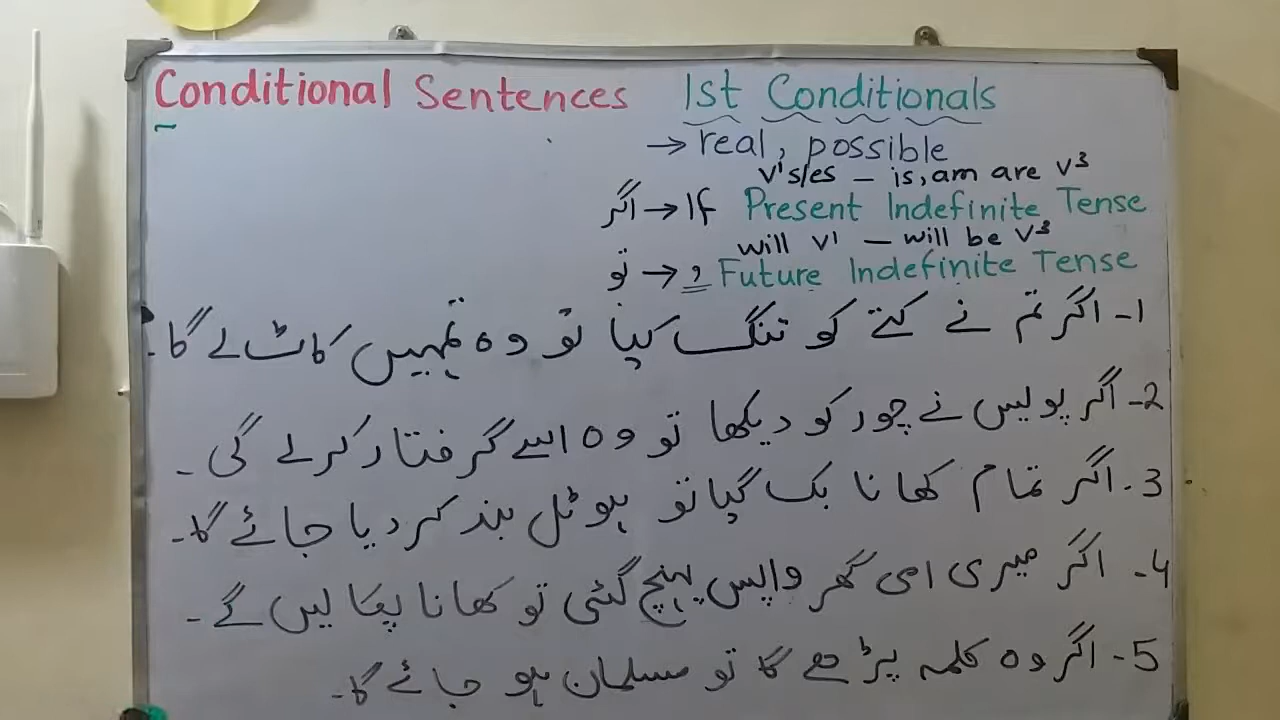 Conditional Sentences 1st Conditionals
→ real, possible
v¹s/es – is, am are v³
اگر → If Present Indefinite Tense
will v¹ – will be v³
تو → , Future Indefinite Tense
1- اگر تم نے کتے کو تنگ کیا تو وہ تمہیں کاٹ لے گا۔
2- اگر پولیس نے چور کو دیکھا تو وہ اسے گرفتار کر لے گی۔
3- اگر تمام کھانا بک گیا تو ہوٹل بند کر دیا جائے گا۔
4- اگر میری امی گھر واپس پہنچ گئی تو کھانا پکا لیں گے۔
5- اگر وہ کلمہ پڑھے گا تو مسلمان ہو جائے گا۔